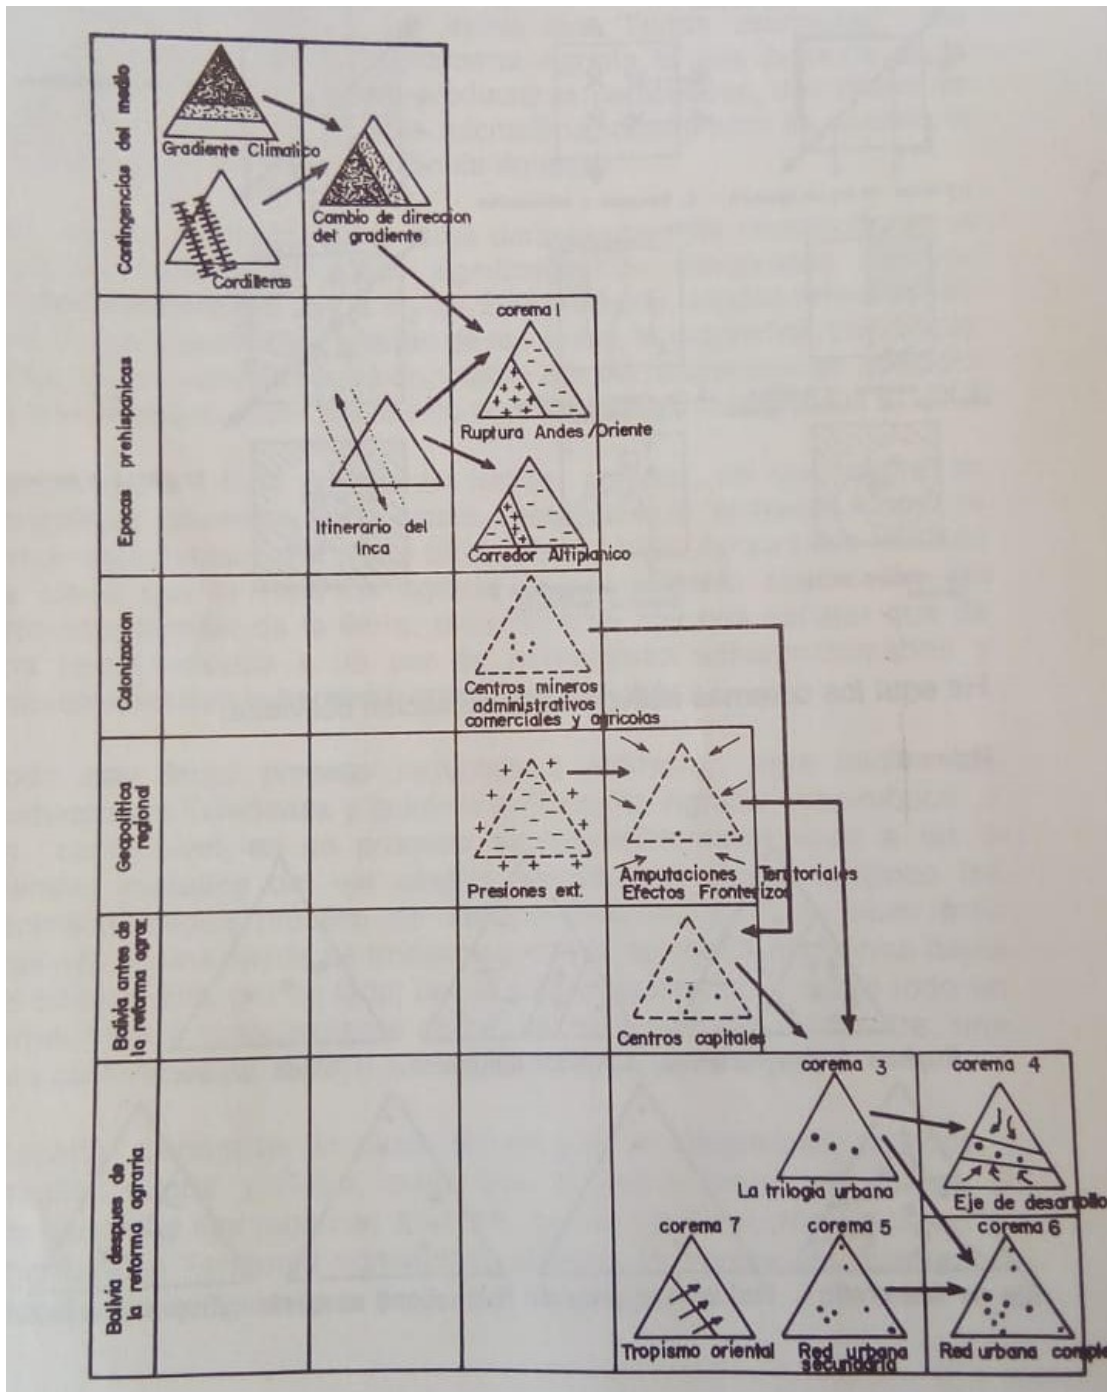 Contingencias del medio
Gradiente Climatico
Cordilleras
Cambio de direccion
del gradiente
Epocas prehispanicas
corema 1
Ruptura Andes/Oriente
Itinerario del
Inca
Corredor Altiplanico
Colonizacion
Centros mineros
administrativos
comerciales y agricolas
Geopolitica
regional
Presiones ext.
Amputaciones Territoriales
Efectos Fronterizos
Bolivia antes de
la reforma agrar.
Centros capitales
Bolivia despues de
la reforma agraria
corema 3
La trilogia urbana
corema 4
Eje de desarrollo
corema 7
Tropismo oriental
corema 5
Red urbana
secundaria
corema 6
Red urbana comple